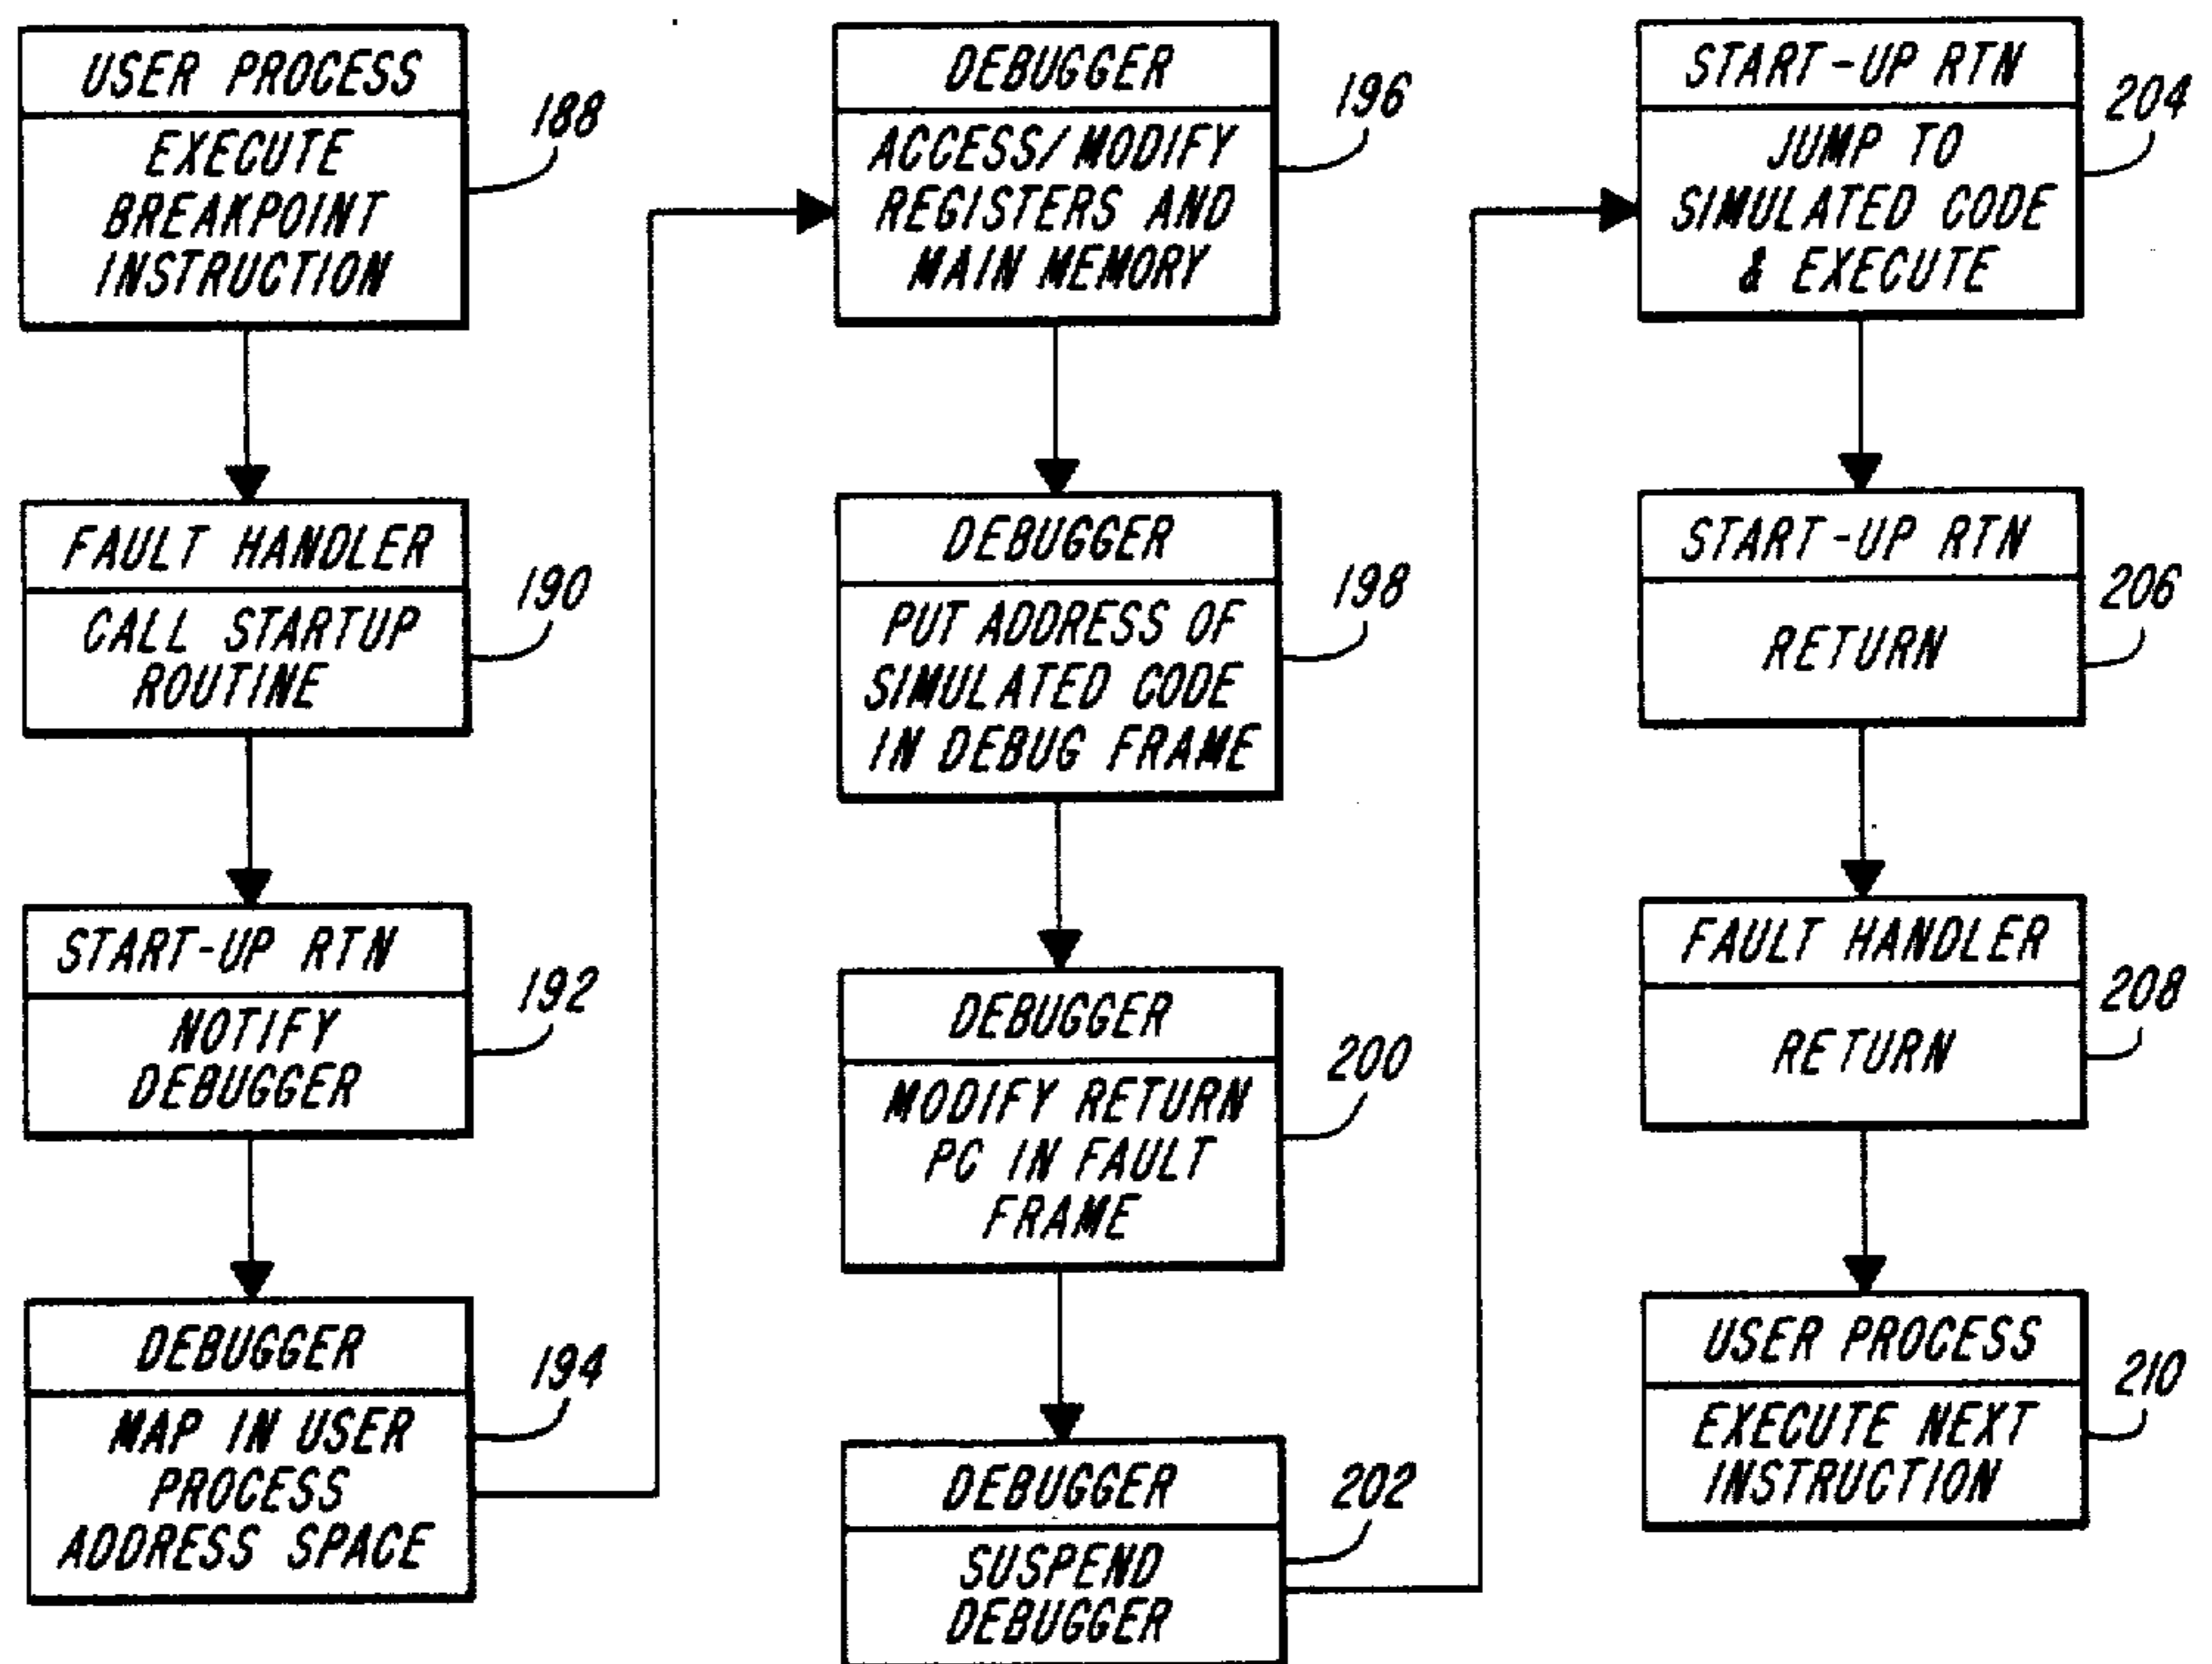 USER PROCESS
EXECUTE
BREAKPOINT
INSTRUCTION
188
FAULT HANDLER
CALL STARTUP
ROUTINE
190
START-UP RTN
NOTIFY
DEBUGGER
192
DEBUGGER
MAP IN USER
PROCESS
ADDRESS SPACE
194
DEBUGGER
ACCESS/MODIFY
REGISTERS AND
MAIN MEMORY
196
DEBUGGER
PUT ADDRESS OF
SIMULATED CODE
IN DEBUG FRAME
198
DEBUGGER
MODIFY RETURN
PC IN FAULT
FRAME
200
DEBUGGER
SUSPEND
DEBUGGER
202
START-UP RTN
JUMP TO
SIMULATED CODE
& EXECUTE
204
START-UP RTN
RETURN
206
FAULT HANDLER
RETURN
208
USER PROCESS
EXECUTE NEXT
INSTRUCTION
210